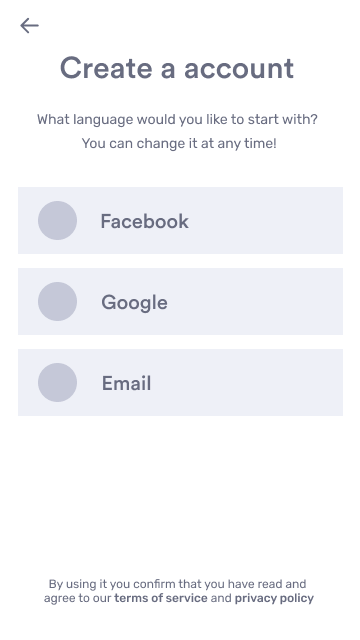 Create a account
What language would you like to start with?
You can change it at any time!
Facebook
Google
Email
By using it you confirm that you have read and
agree to our terms of service and privacy policy